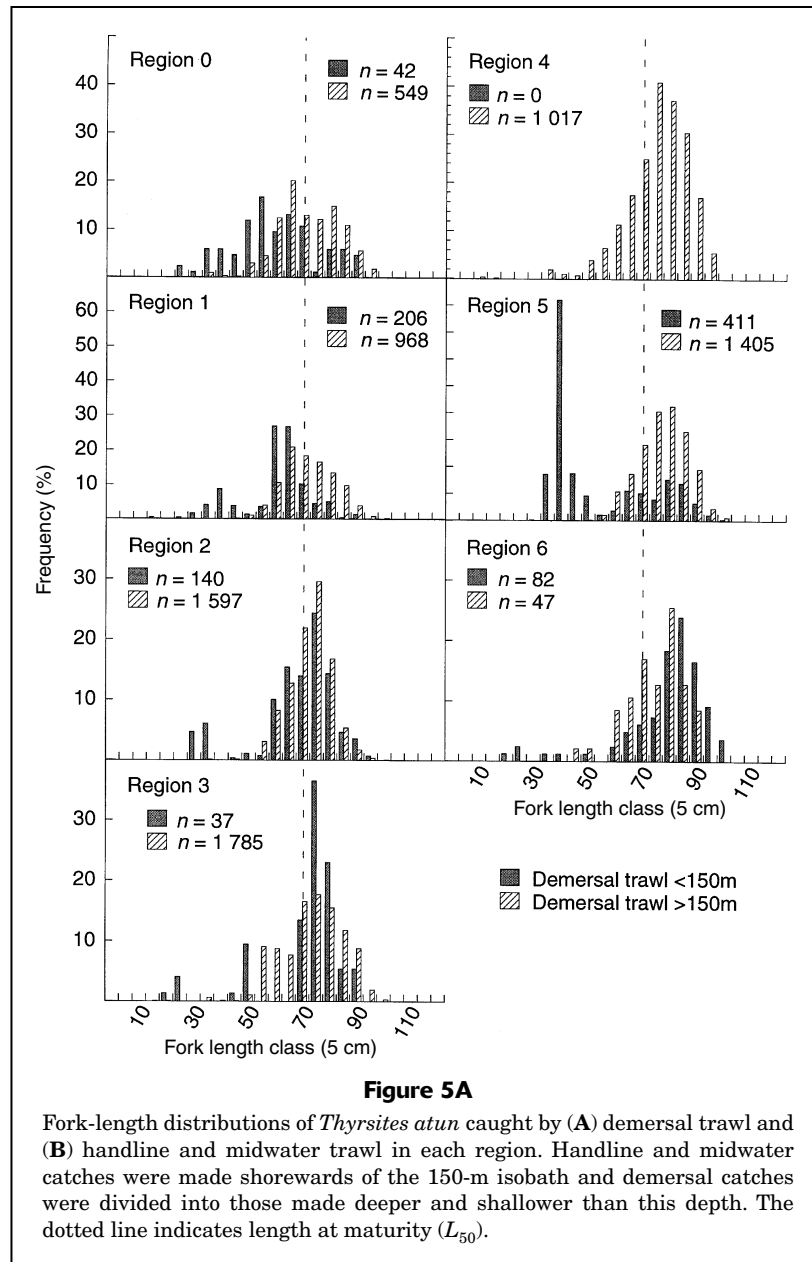 Region 0
n = 42
n = 549
40
30
20
10
Region 4
n = 0
n = 1 017
Region 1
n = 206
n = 968
60
50
40
30
20
10
Region 5
n = 411
n = 1 405
Frequency (%)
Region 2
n = 140
n = 1 597
30
20
10
Region 6
n = 82
n = 47
10 30 50 70 90 110
Fork length class (5 cm)
Region 3
n = 37
n = 1 785
30
20
10
10 30 50 70 90 110
Fork length class (5 cm)
Demersal trawl <150m
Demersal trawl >150m
Figure 5A
Fork-length distributions of Thyrsites atun caught by (A) demersal trawl and
(B) handline and midwater trawl in each region. Handline and midwater
catches were made shorewards of the 150-m isobath and demersal catches
were divided into those made deeper and shallower than this depth. The
dotted line indicates length at maturity (L50).